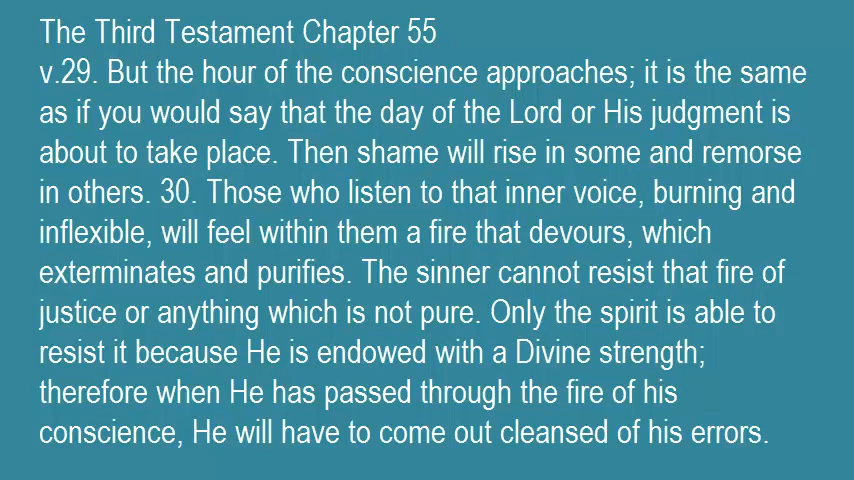 The Third Testament Chapter 55
v.29. But the hour of the conscience approaches; it is the same
as if you would say that the day of the Lord or His judgment is
about to take place. Then shame will rise in some and remorse
in others. 30. Those who listen to that inner voice, burning and
inflexible, will feel within them a fire that devours, which
exterminates and purifies. The sinner cannot resist that fire of
justice or anything which is not pure. Only the spirit is able to
resist it because He is endowed with a Divine strength;
therefore when He has passed through the fire of his
conscience, He will have to come out cleansed of his errors.